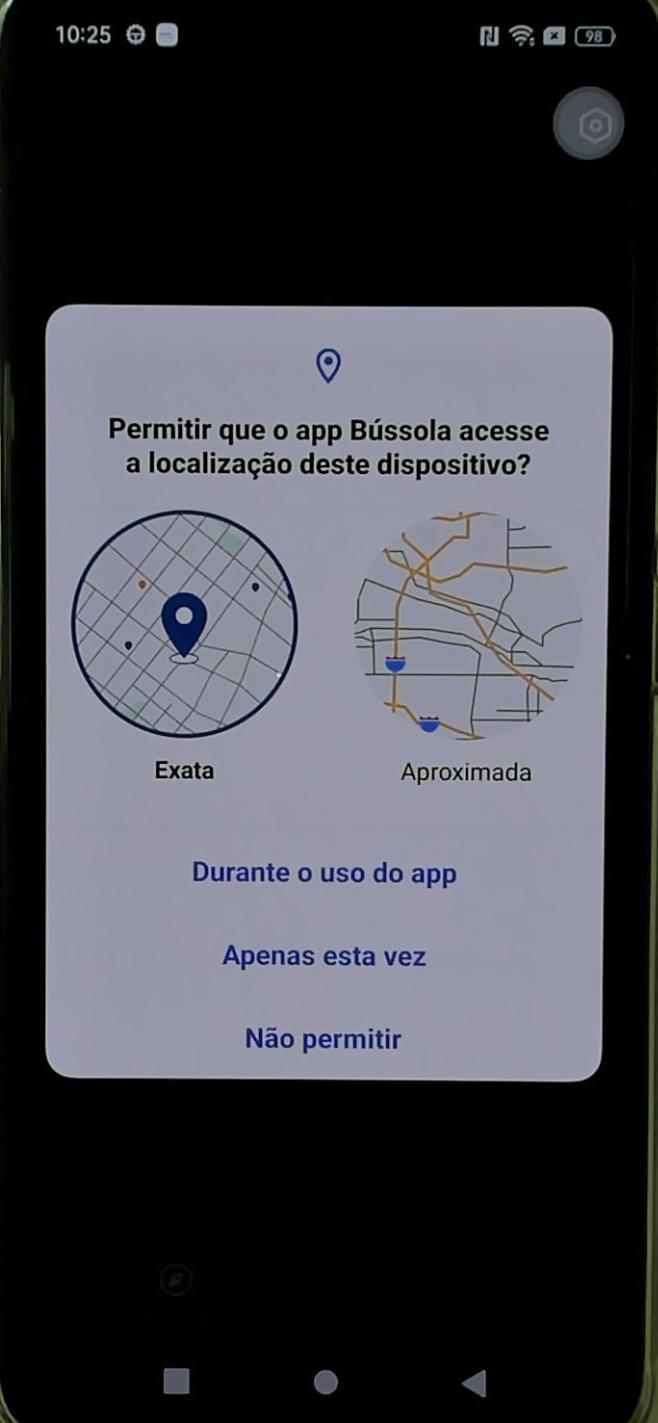 10:25
98
Permitir que o app Bússola acesse
a localização deste dispositivo?
Exata
Aproximada
Durante o uso do app
Apenas esta vez
Não permitir